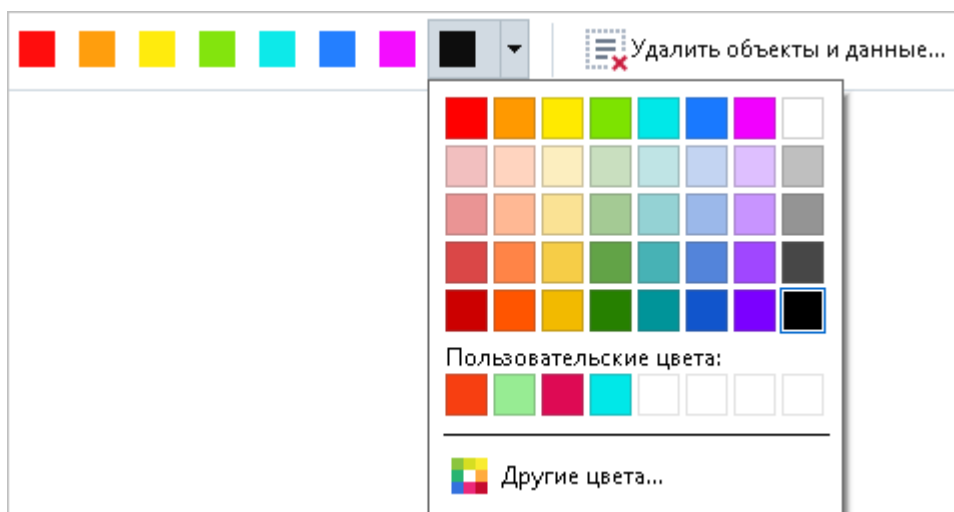 Удалить объекты и данные...
Пользовательские цвета:
Другие цвета...